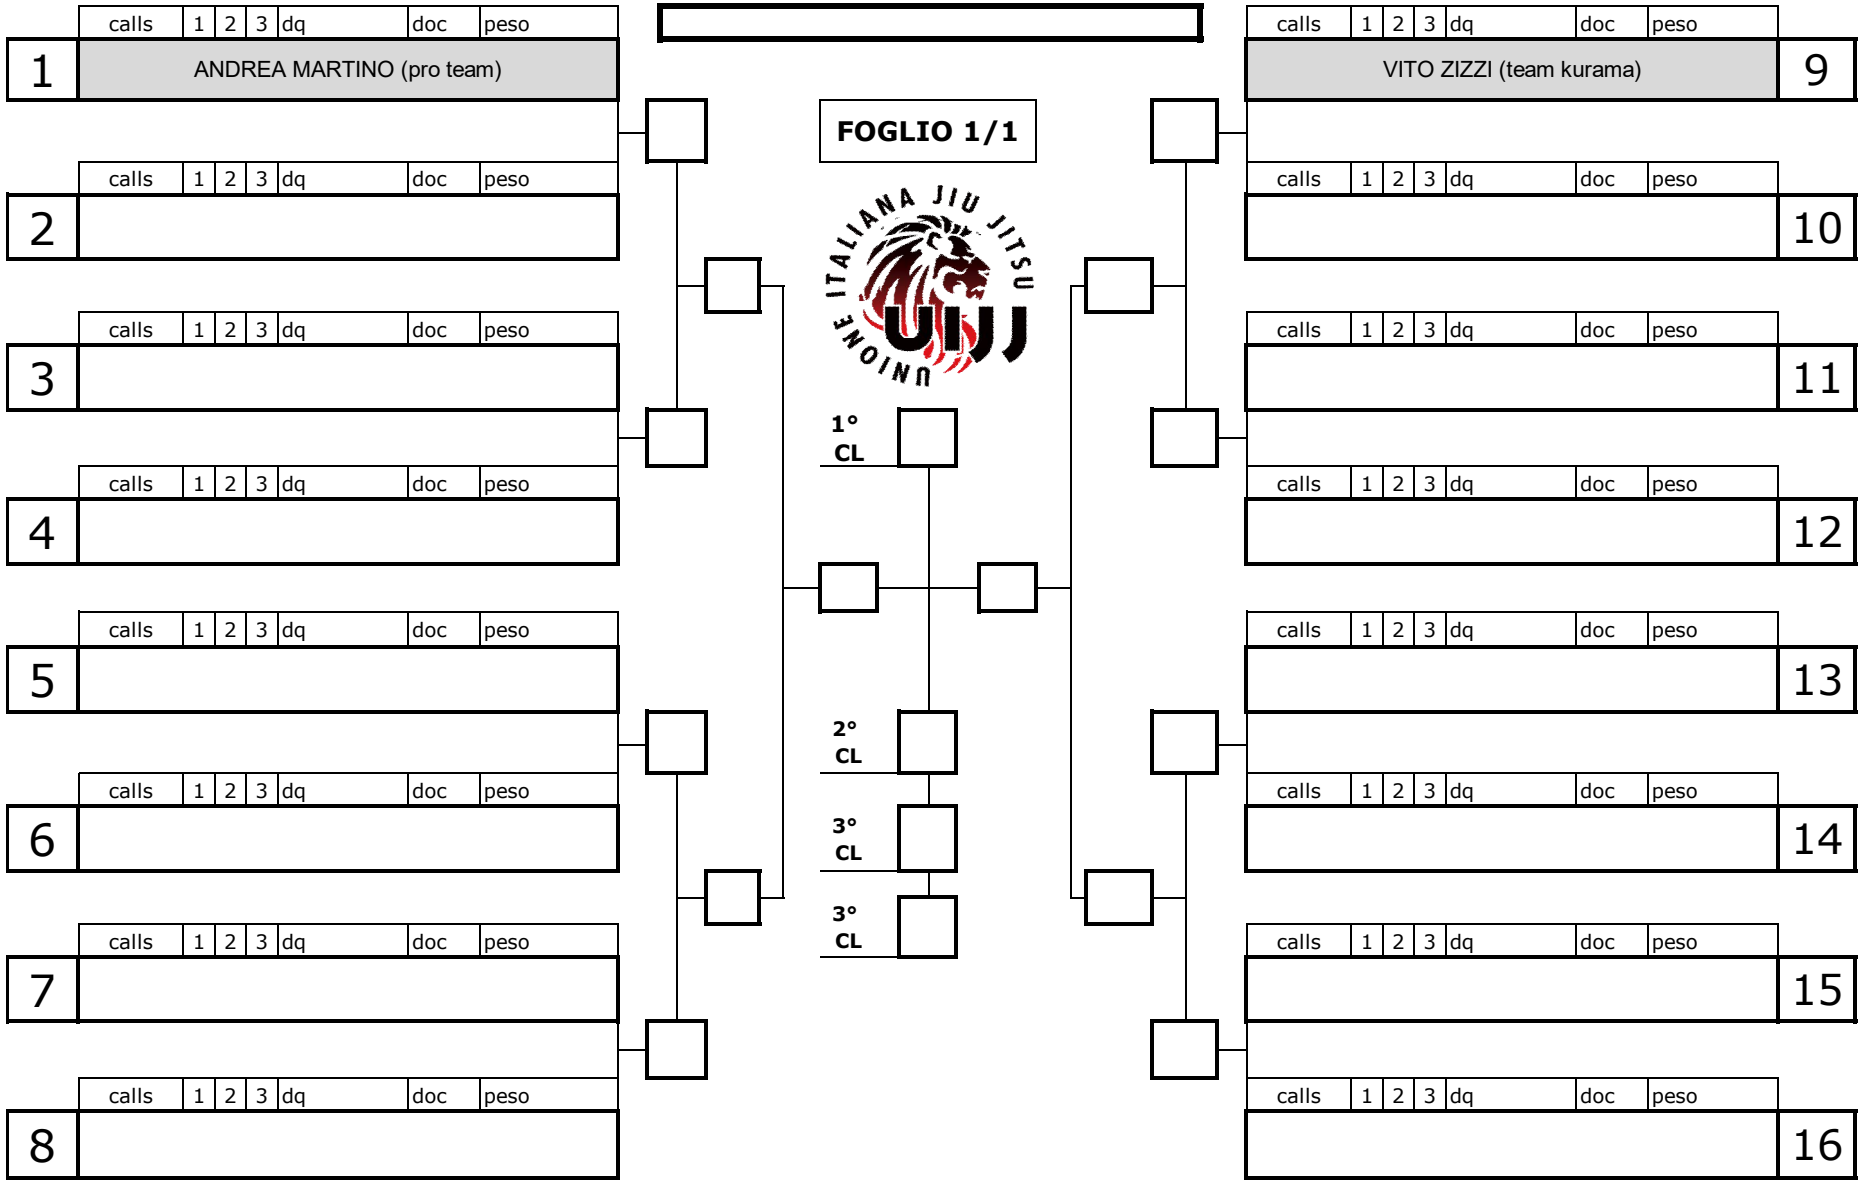 calls 1 2 3 dq doc peso
1 ANDREA MARTINO (pro team)
calls 1 2 3 dq doc peso
2
calls 1 2 3 dq doc peso
3
calls 1 2 3 dq doc peso
4
calls 1 2 3 dq doc peso
5
calls 1 2 3 dq doc peso
6
calls 1 2 3 dq doc peso
7
calls 1 2 3 dq doc peso
8
FOGLIO 1/1
UNIONE ITALIANA JIU JITSU
UIJJ
1°
CL
2°
CL
3°
CL
3°
CL
calls 1 2 3 dq doc peso
VITO ZIZZI (team kurama) 9
calls 1 2 3 dq doc peso
10
calls 1 2 3 dq doc peso
11
calls 1 2 3 dq doc peso
12
calls 1 2 3 dq doc peso
13
calls 1 2 3 dq doc peso
14
calls 1 2 3 dq doc peso
15
calls 1 2 3 dq doc peso
16